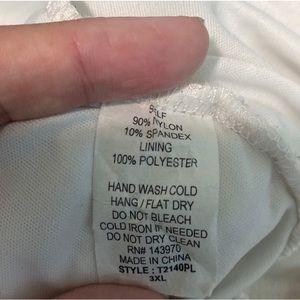 SELF
90% NYLON
10% SPANDEX
LINING
100% POLYESTER
HAND WASH COLD
HANG / FLAT DRY
DO NOT BLEACH
COLD IRON IF NEEDED
DO NOT DRY CLEAN
RN# 143970
MADE IN CHINA
STYLE : T2140PL
3XL